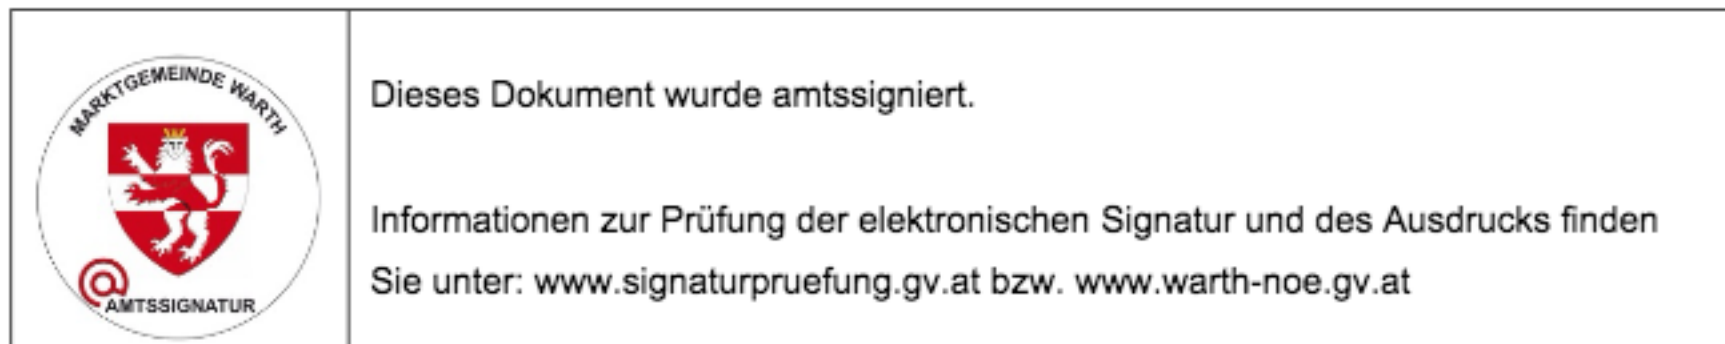 MARKTGEMEINDE WARTH
@
AMTSSIGNATUR
Dieses Dokument wurde amtssigniert.
Informationen zur Prüfung der elektronischen Signatur und des Ausdrucks finden
Sie unter: www.signaturpruefung.gv.at bzw. www.warth-noe.gv.at